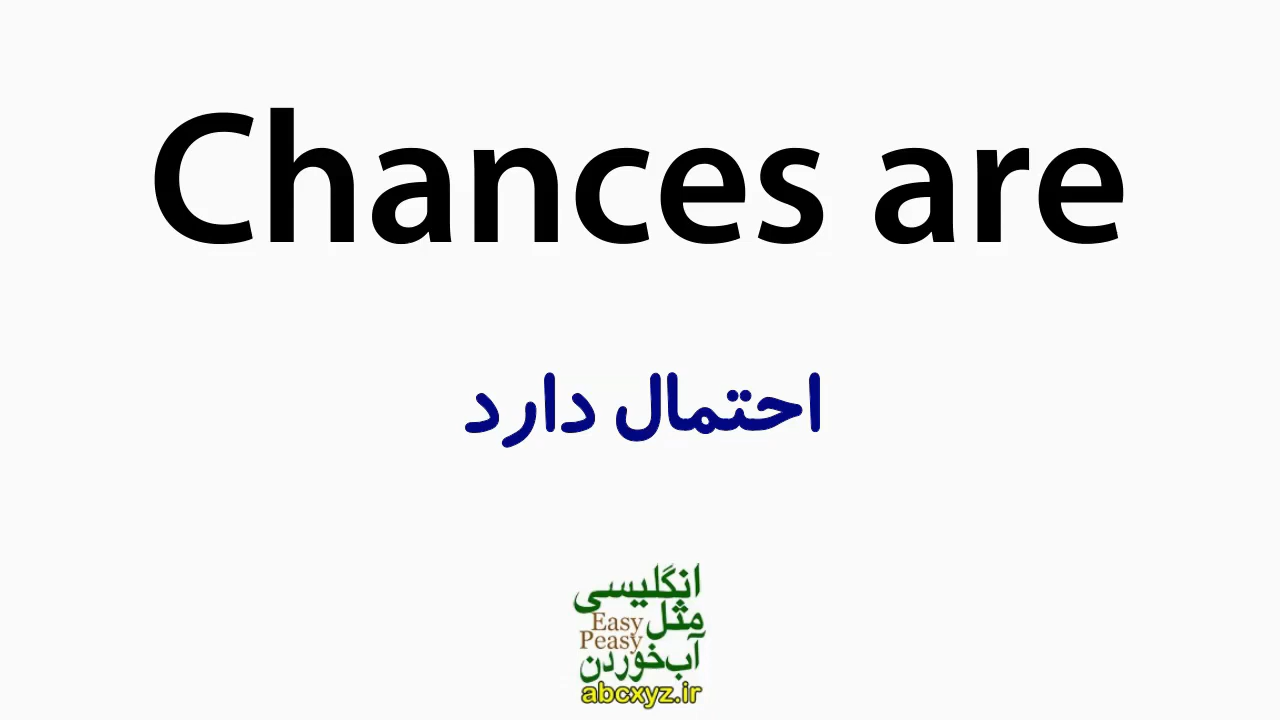 Chances are
احتمال دارد
انگلیسی
مثل Easy
Peasy
آب‌خوردن
abcxyz.ir